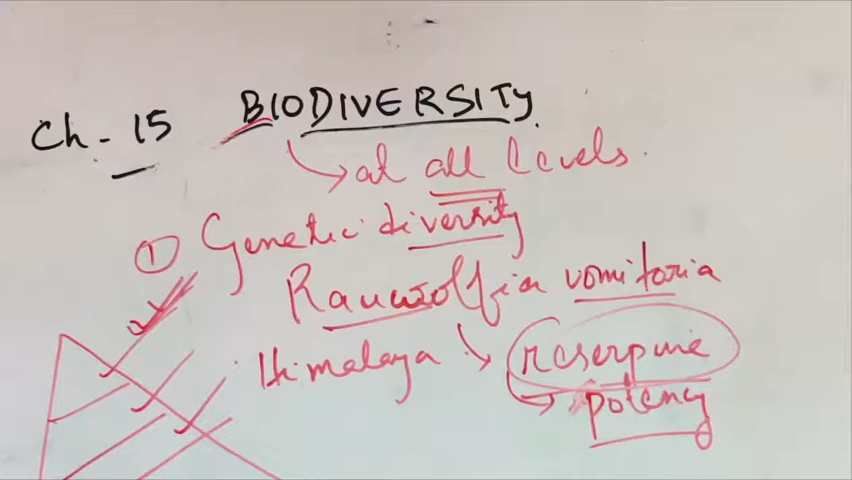 Ch-15 BIODIVERSITY
→ at all levels
① Genetic diversity
Rauwolfia vomitoria
Himalaya → reserpine
→ potency